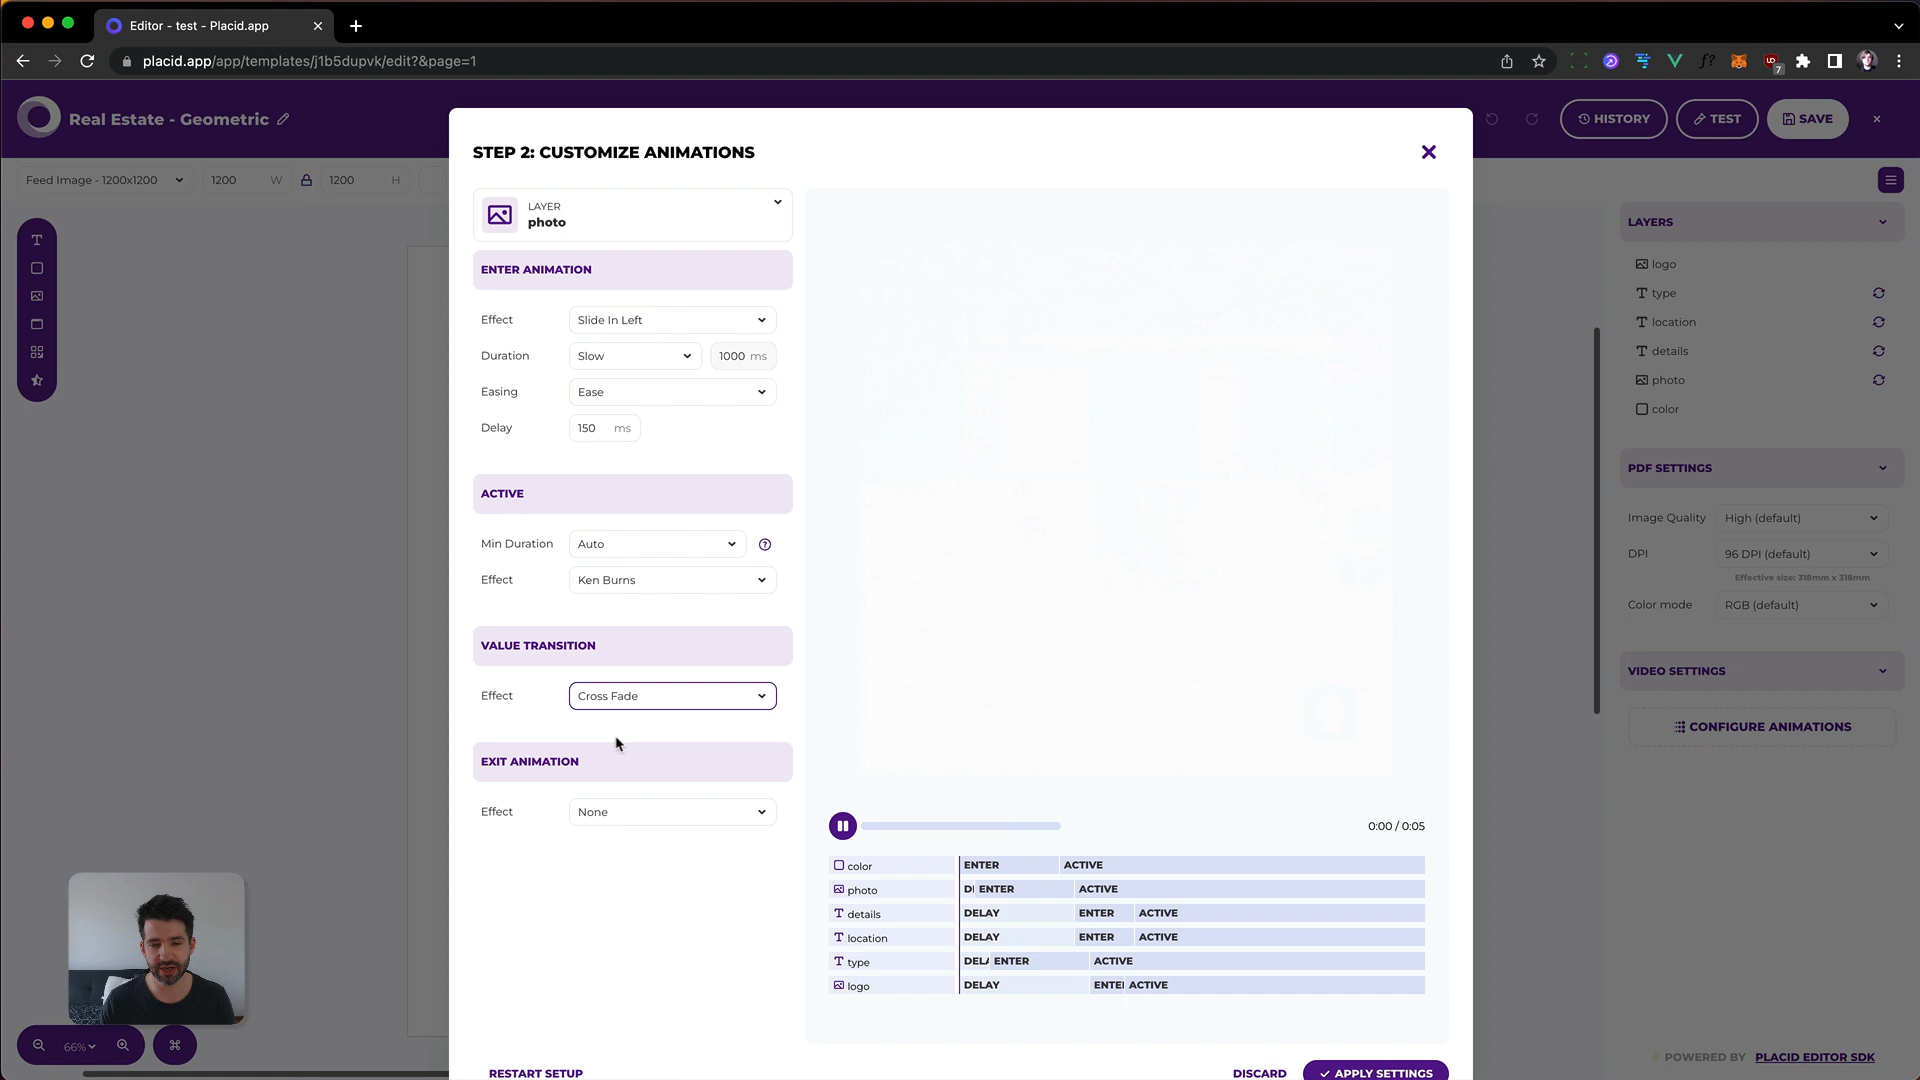 Editor - test - Placid.app
placid.app/app/templates/j1b5dupvk/edit?&page=1
7
Real Estate - Geometric
HISTORY
TEST
SAVE
Feed Image - 1200x1200
1200 W
1200 H
STEP 2: CUSTOMIZE ANIMATIONS
LAYER
photo
ENTER ANIMATION
Effect Slide In Left
Duration Slow 1000 ms
Easing Ease
Delay 150 ms
ACTIVE
Min Duration Auto
Effect Ken Burns
VALUE TRANSITION
Effect Cross Fade
EXIT ANIMATION
Effect None
0:00 / 0:05
color ENTER ACTIVE
photo ENTER ACTIVE
details DELAY ENTER ACTIVE
location DELAY ENTER ACTIVE
type DELA ENTER ACTIVE
logo DELAY ENTE ACTIVE
RESTART SETUP
DISCARD
APPLY SETTINGS
LAYERS
logo
type
location
details
photo
color
PDF SETTINGS
Image Quality High (default)
DPI 96 DPI (default)
Effective size: 318mm x 318mm
Color mode RGB (default)
VIDEO SETTINGS
CONFIGURE ANIMATIONS
66%
POWERED BY PLACID EDITOR SDK